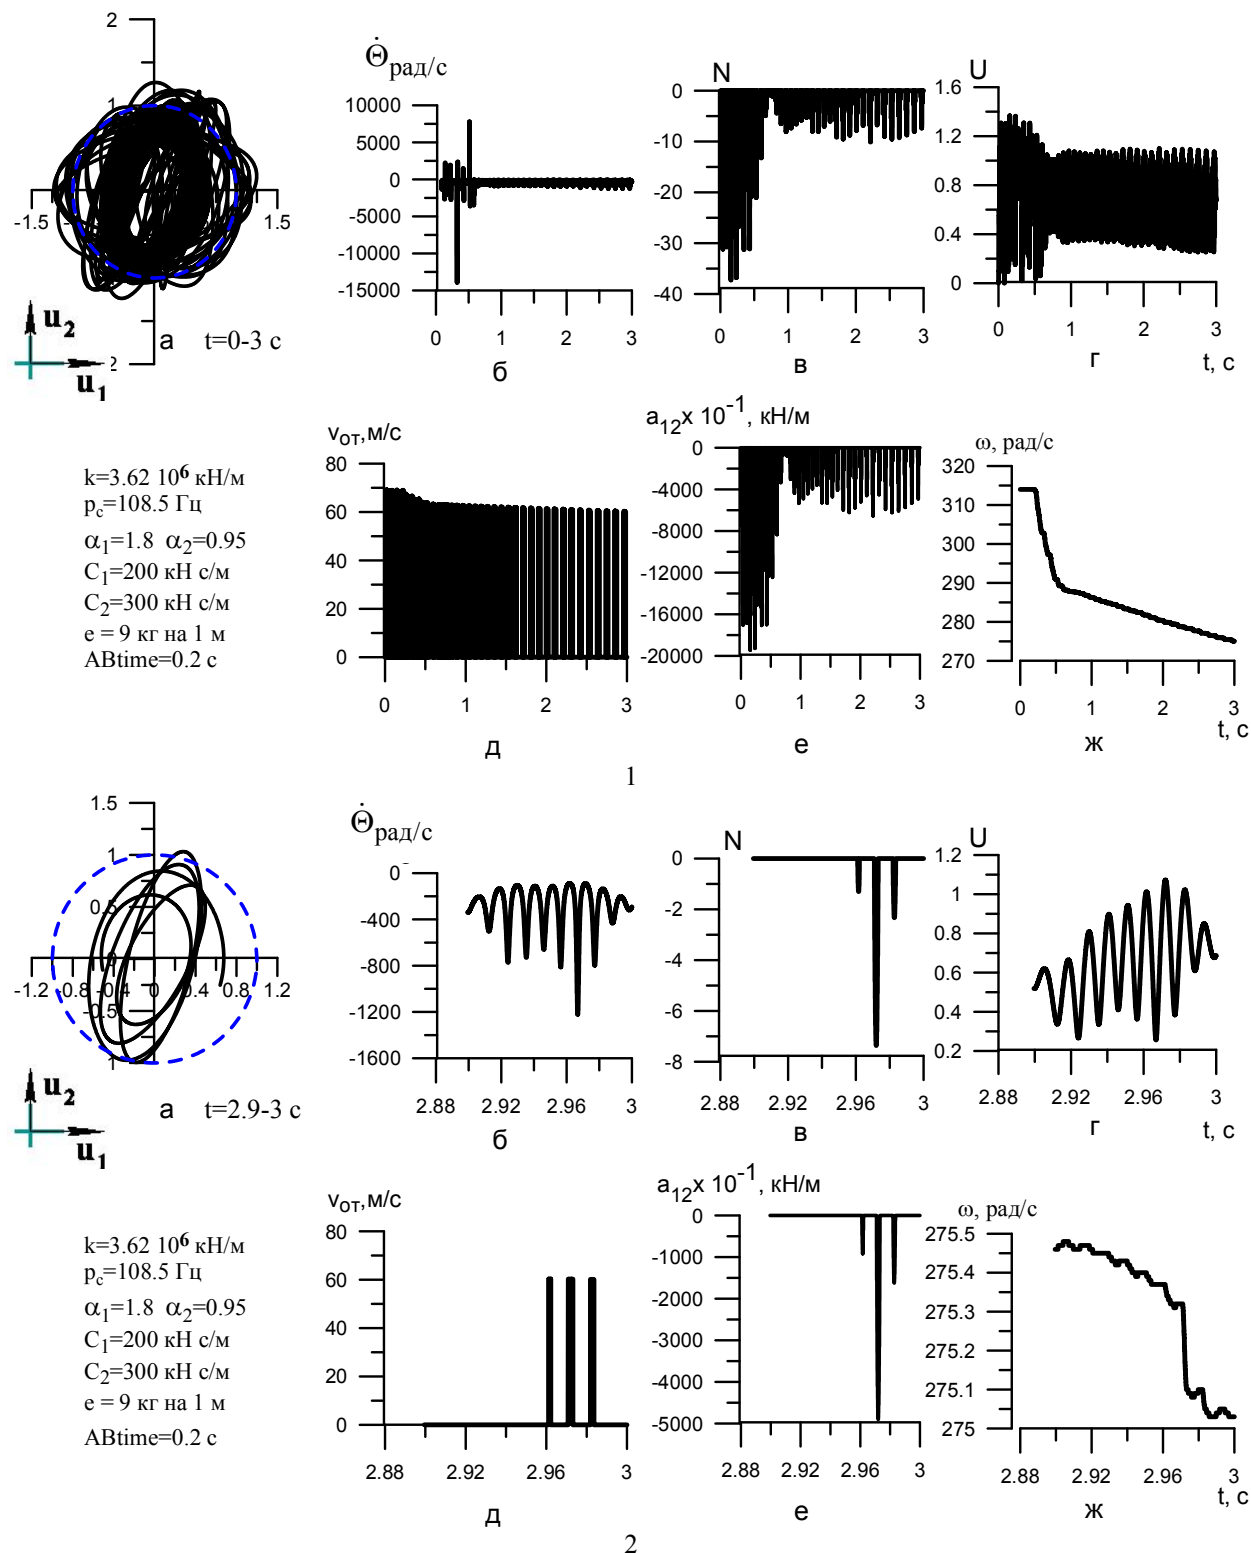 2
1
-1.5
1.5
2
u₂
u₁
а t=0-3 с
Θ̇рад/с
10000
5000
0
-5000
-10000
-15000
0 1 2 3
б
N
0
-10
-20
-30
-40
0 1 2 3
в
U
1.6
1.2
0.8
0.4
0
0 1 2 3
г t, с
k=3.62 10⁶ кН/м
p_c=108.5 Гц
α₁=1.8 α₂=0.95
C₁=200 кН с/м
C₂=300 кН с/м
e = 9 кг на 1 м
ABtime=0.2 с
v_от,м/с
80
60
40
20
0
0 1 2 3
д
a₁₂x 10⁻¹, кН/м
0
-4000
-8000
-12000
-16000
-20000
0 1 2 3
е
ω, рад/с
320
310
300
290
280
270
0 1 2 3
ж t, с
1
1.5
1
0.5
0
-0.5
-1.2 -0.8 -0.4 0 0.4 0.8 1.2
u₂
u₁
а t=2.9-3 с
Θ̇рад/с
0
-400
-800
-1200
-1600
2.88 2.92 2.96 3
б
N
0
-2
-4
-6
-8
2.88 2.92 2.96 3
в
U
1.2
1
0.8
0.6
0.4
0.2
2.88 2.92 2.96 3
г t, с
k=3.62 10⁶ кН/м
p_c=108.5 Гц
α₁=1.8 α₂=0.95
C₁=200 кН с/м
C₂=300 кН с/м
e = 9 кг на 1 м
ABtime=0.2 с
v_от,м/с
80
60
40
20
0
2.88 2.92 2.96 3
д
a₁₂x 10⁻¹, кН/м
0
-1000
-2000
-3000
-4000
-5000
2.88 2.92 2.96 3
е
ω, рад/с
275.5
275.4
275.3
275.2
275.1
275
2.88 2.92 2.96 3
ж t, с
2